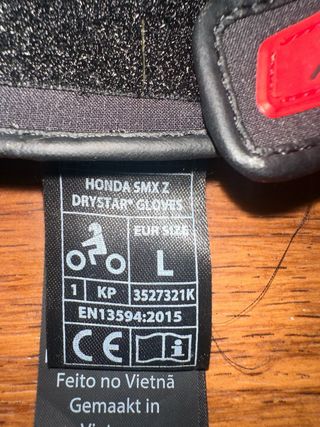 HONDA SMX Z
DRYSTAR® GLOVES
EUR SIZE
L
1 KP 3527321K
EN13594:2015
CE i
Feito no Vietnã
Gemaakt in